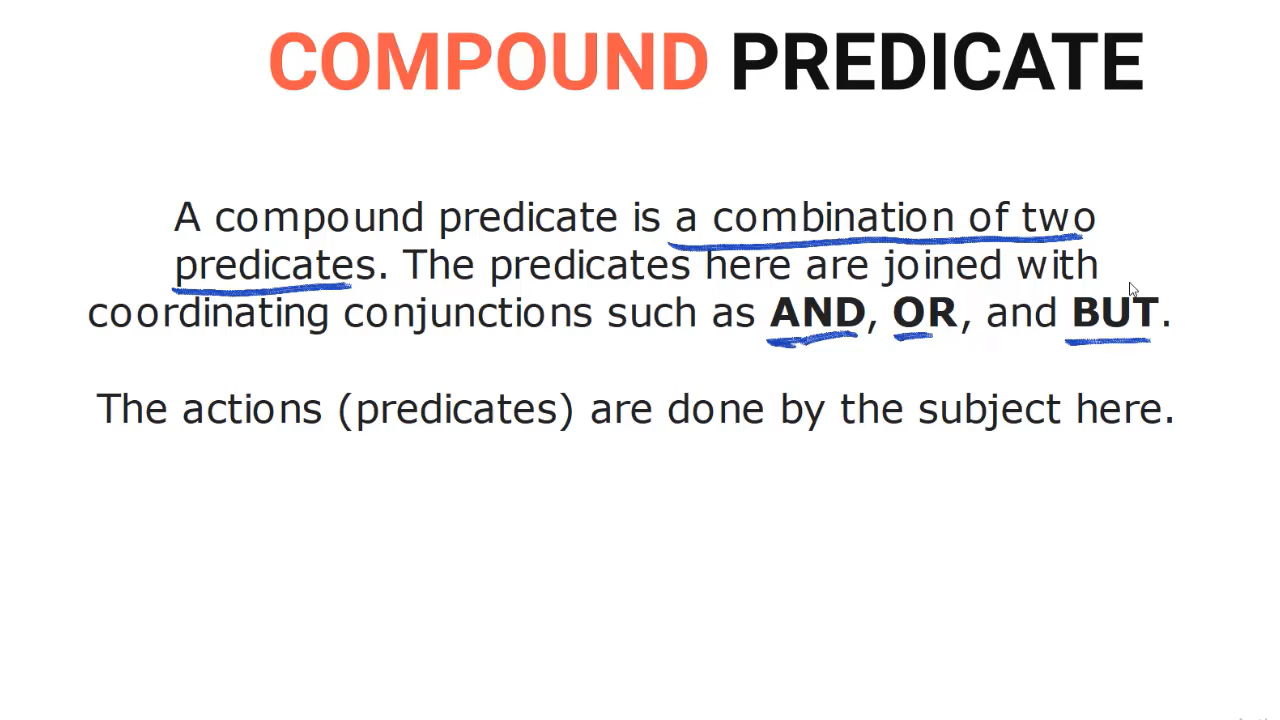 COMPOUND PREDICATE
A compound predicate is a combination of two
predicates. The predicates here are joined with
coordinating conjunctions such as AND, OR, and BUT.
The actions (predicates) are done by the subject here.